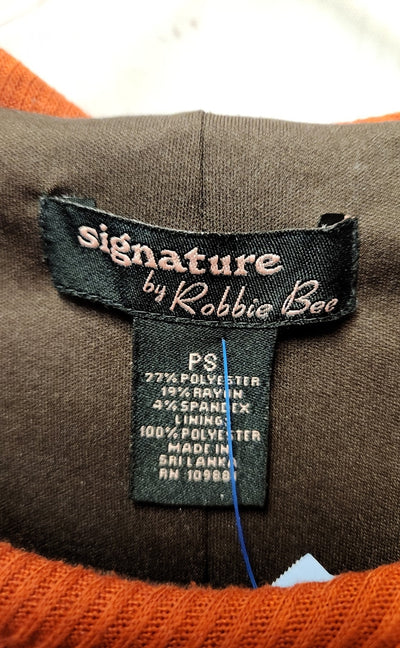 signature
by Robbie Bee
PS
77% POLYESTER
19% RAYON
4% SPANDEX
LINING:
100% POLYESTER
MADE IN
SRI LANKA
RN 109881